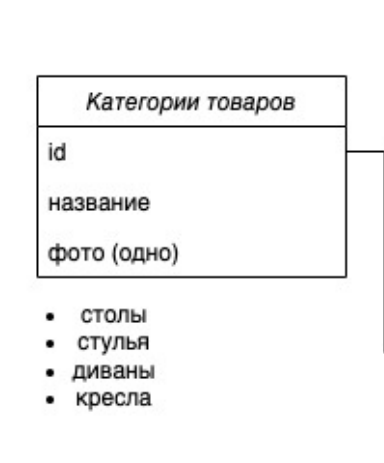 Категории товаров
id
название
фото (одно)
• столы
• стулья
• диваны
• кресла